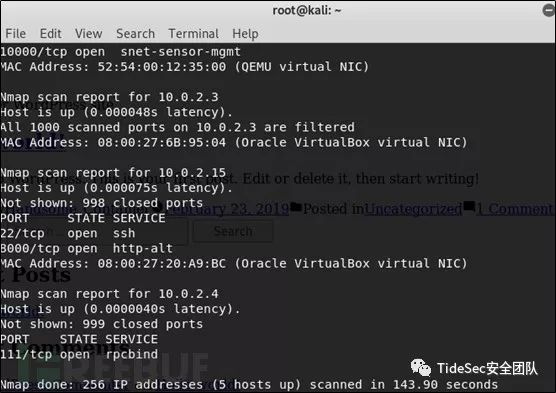 root@kali: ~
File Edit View Search Terminal Help
10000/tcp open snet-sensor-mgmt
MAC Address: 52:54:00:12:35:00 (QEMU virtual NIC)
Nmap scan report for 10.0.2.3
Host is up (0.000048s latency).
All 1000 scanned ports on 10.0.2.3 are filtered
MAC Address: 08:00:27:6B:95:04 (Oracle VirtualBox virtual NIC)
WordPress. This is your first post. Edit or delete it, then start writing!
Nmap scan report for 10.0.2.15
Host is up (0.000075s latency).
Not shown: 998 closed ports
February 23, 2019 Posted in Uncategorized 1 Comment
PORT STATE SERVICE
22/tcp open ssh
Search
8000/tcp open http-alt
MAC Address: 08:00:27:20:A9:BC (Oracle VirtualBox virtual NIC)
Posts
Nmap scan report for 10.0.2.4
Host is up (0.0000040s latency).
Not shown: 999 closed ports
PORT STATE SERVICE
Comments
111/tcp open rpcbind
FREEBUF
TideSec安全团队
Nmap done: 256 IP addresses (5 hosts up) scanned in 143.90 seconds